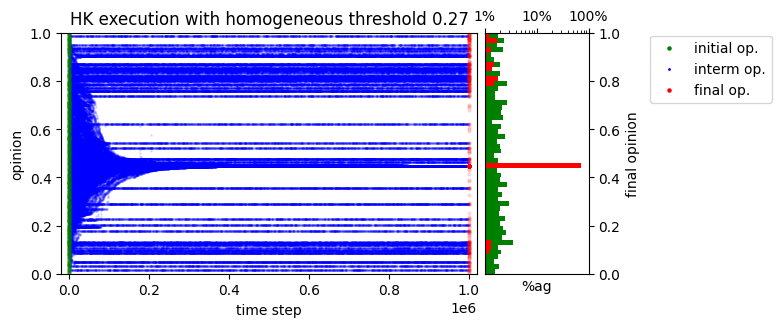 HK execution with homogeneous threshold 0.27
1% 10% 100%
initial op.
interm op.
final op.
1.0
0.8
0.6
0.4
0.2
0.0
opinion
1.0
0.8
0.6
0.4
0.2
0.0
final opinion
0.0 0.2 0.4 0.6 0.8 1.0
1e6
time step
%ag